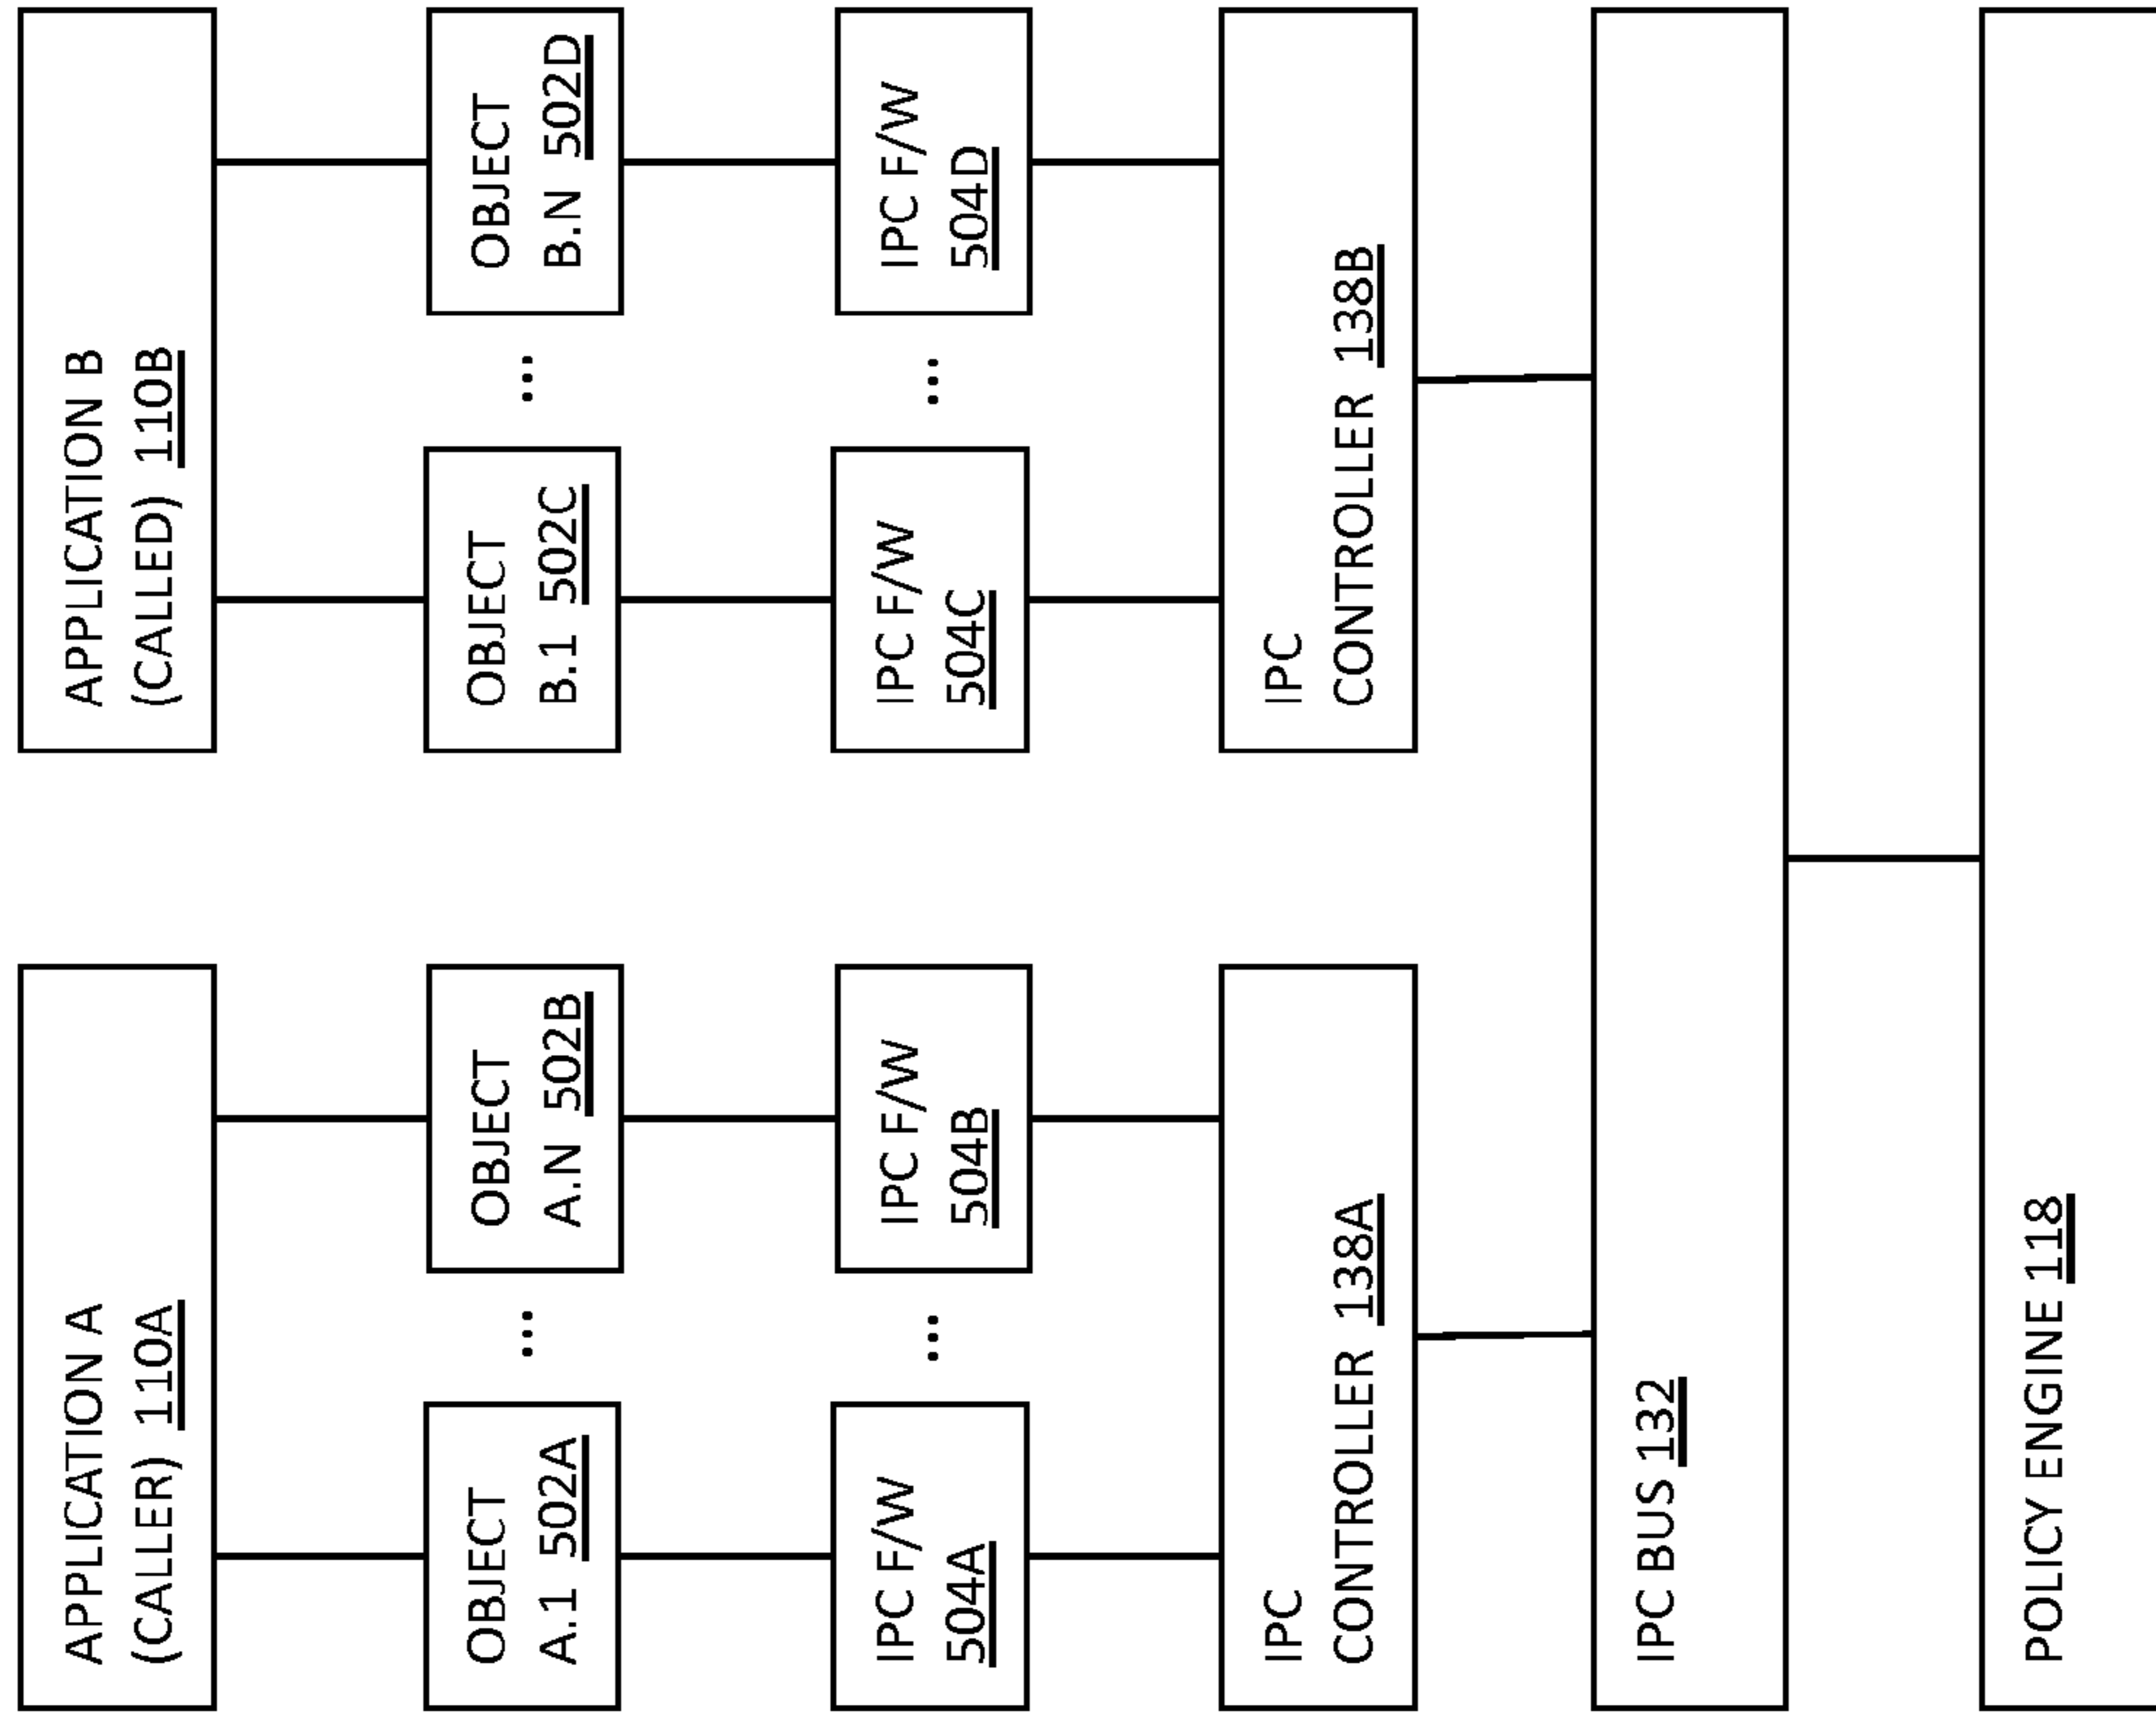 APPLICATION A
(CALLER) 110A
APPLICATION B
(CALLED) 110B
OBJECT
A.1 502A
...
OBJECT
A.N 502B
OBJECT
B.1 502C
...
OBJECT
B.N 502D
IPC F/W
504A
...
IPC F/W
504B
IPC F/W
504C
...
IPC F/W
504D
IPC
CONTROLLER 138A
IPC
CONTROLLER 138B
IPC BUS 132
POLICY ENGINE 118